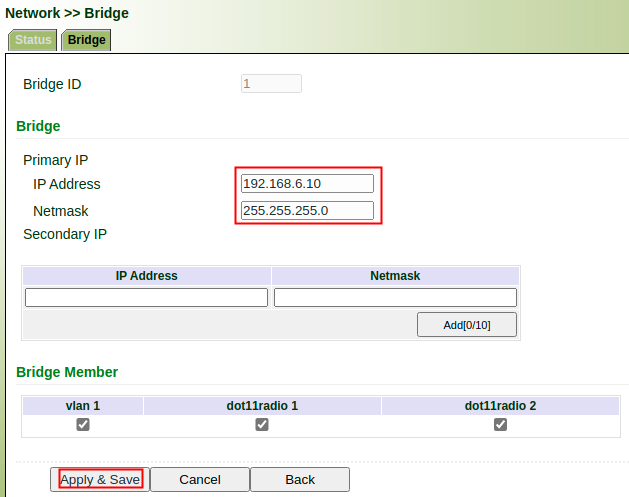 Network >> Bridge
Status Bridge
Bridge ID 1
Bridge
Primary IP
IP Address 192.168.6.10
Netmask 255.255.255.0
Secondary IP
IP Address Netmask
Add[0/10]
Bridge Member
vlan 1 dot11radio 1 dot11radio 2
Apply & Save Cancel Back